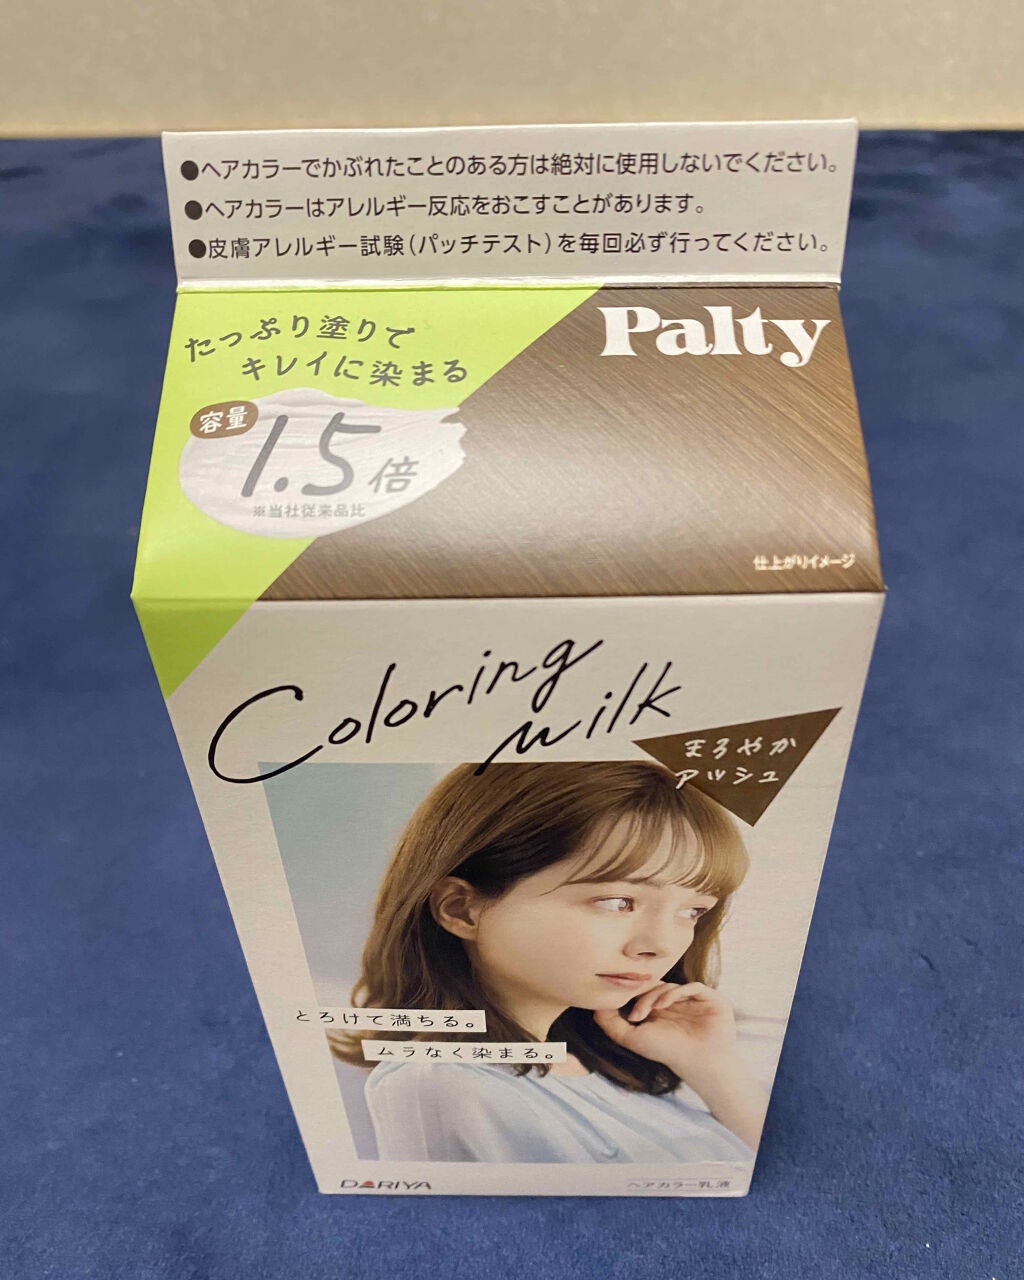 ●ヘアカラーでかぶれたことのある方は絶対に使用しないでください。
●ヘアカラーはアレルギー反応をおこすことがあります。
●皮膚アレルギー試験(パッチテスト)を毎回必ず行ってください。
たっぷり塗りで
キレイに染まる
Palty
容量
1.5倍
※当社従来品比
仕上がりイメージ
Coloring
milk
まろやか
アッシュ
とろけて満ちる。
ムラなく染まる。
DARIYA
ヘアカラー乳液